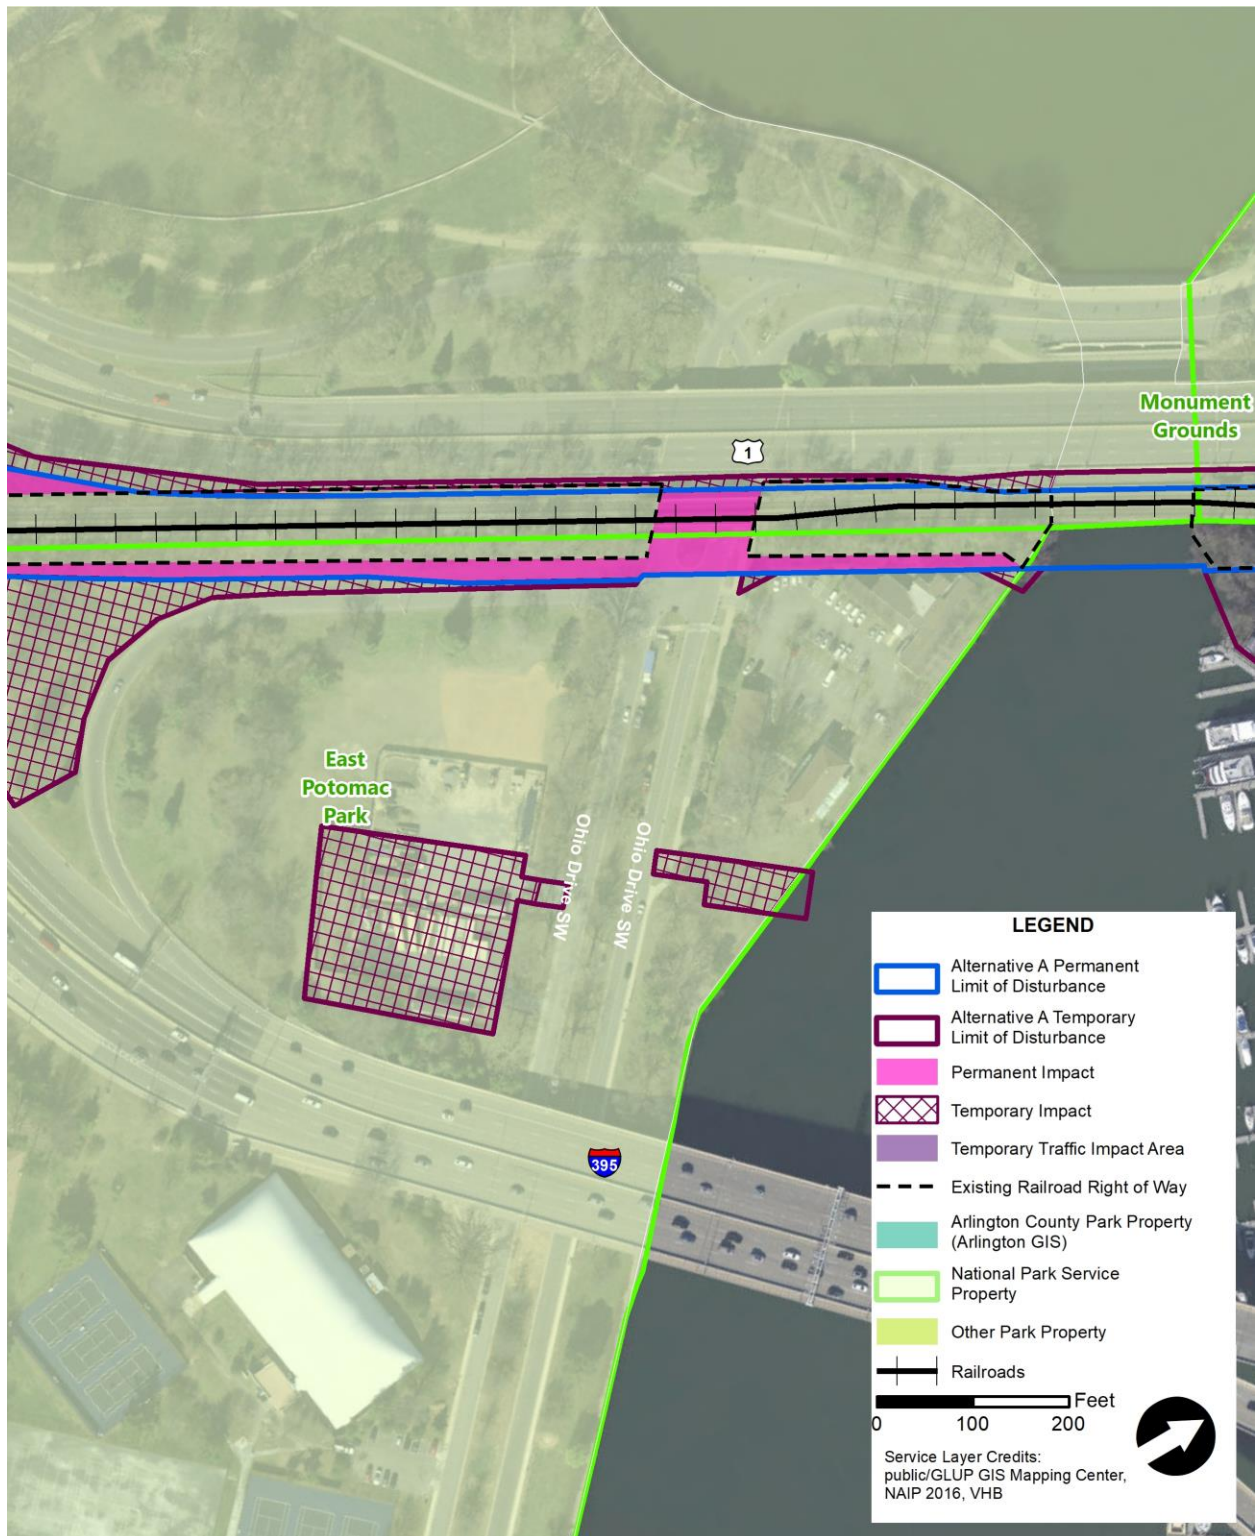 Monument
Grounds
1
East
Potomac
Park
Ohio Drive SW
Ohio Drive SW
395
LEGEND
Alternative A Permanent
Limit of Disturbance
Alternative A Temporary
Limit of Disturbance
Permanent Impact
Temporary Impact
Temporary Traffic Impact Area
Existing Railroad Right of Way
Arlington County Park Property
(Arlington GIS)
National Park Service
Property
Other Park Property
Railroads
Feet
0 100 200
Service Layer Credits:
public/GLUP GIS Mapping Center,
NAIP 2016, VHB